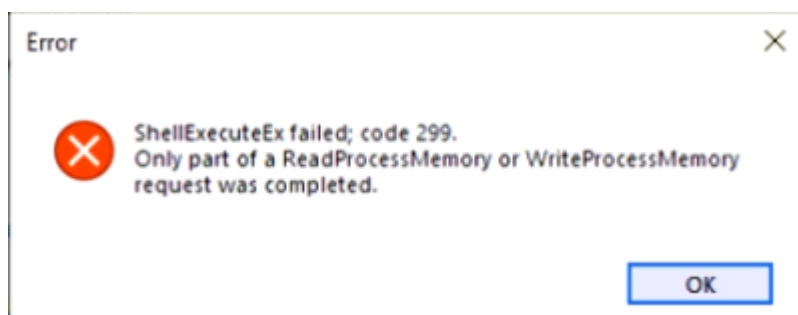 Error
ShellExecuteEx failed; code 299.
Only part of a ReadProcessMemory or WriteProcessMemory
request was completed.
OK